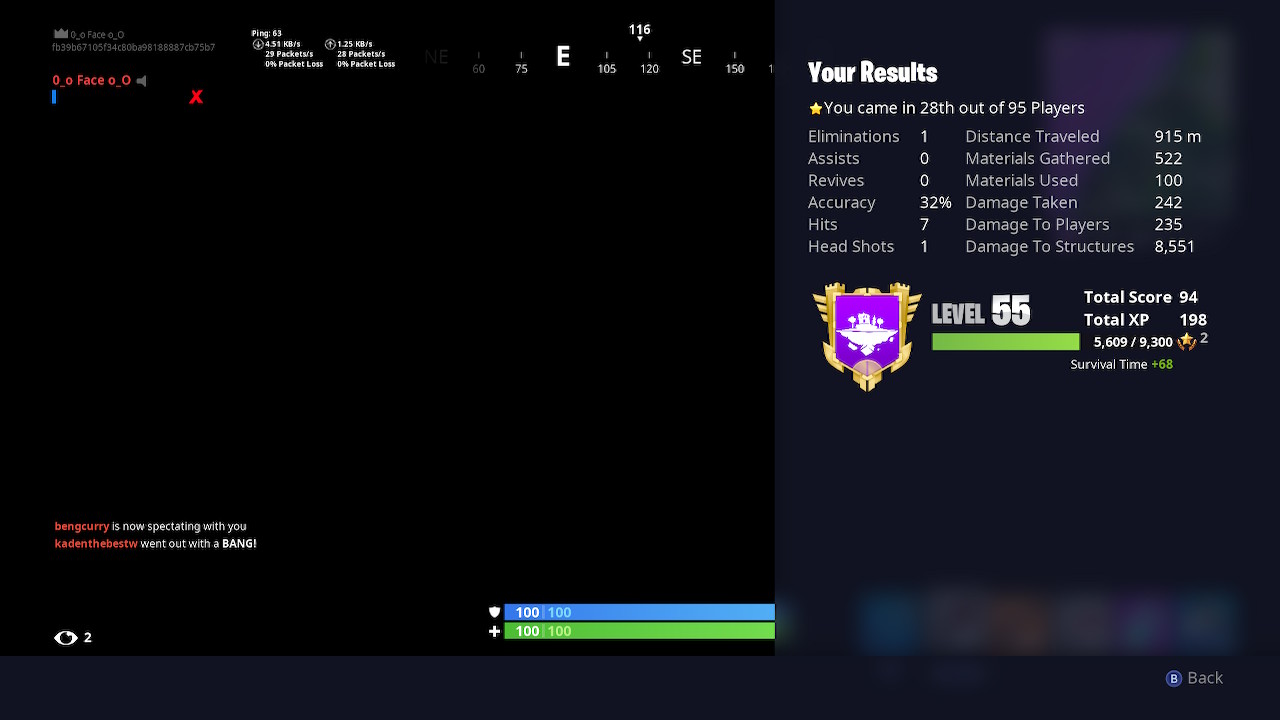 0_o Face o_O
fb39b67105f34c80ba98188887cb75b7
0_o Face o_O
X
Ping: 63
4.51 KB/s 1.25 KB/s
29 Packets/s 28 Packets/s
0% Packet Loss 0% Packet Loss
116
NE 60 75 E 105 120 SE 150 1
Your Results
You came in 28th out of 95 Players
Eliminations 1 Distance Traveled 915 m
Assists 0 Materials Gathered 522
Revives 0 Materials Used 100
Accuracy 32% Damage Taken 242
Hits 7 Damage To Players 235
Head Shots 1 Damage To Structures 8,551
LEVEL 55
Total Score 94
Total XP 198
5,609 / 9,300 2
Survival Time +68
bengcurry is now spectating with you
kadenthebestw went out with a BANG!
100 | 100
100 | 100
2
B Back